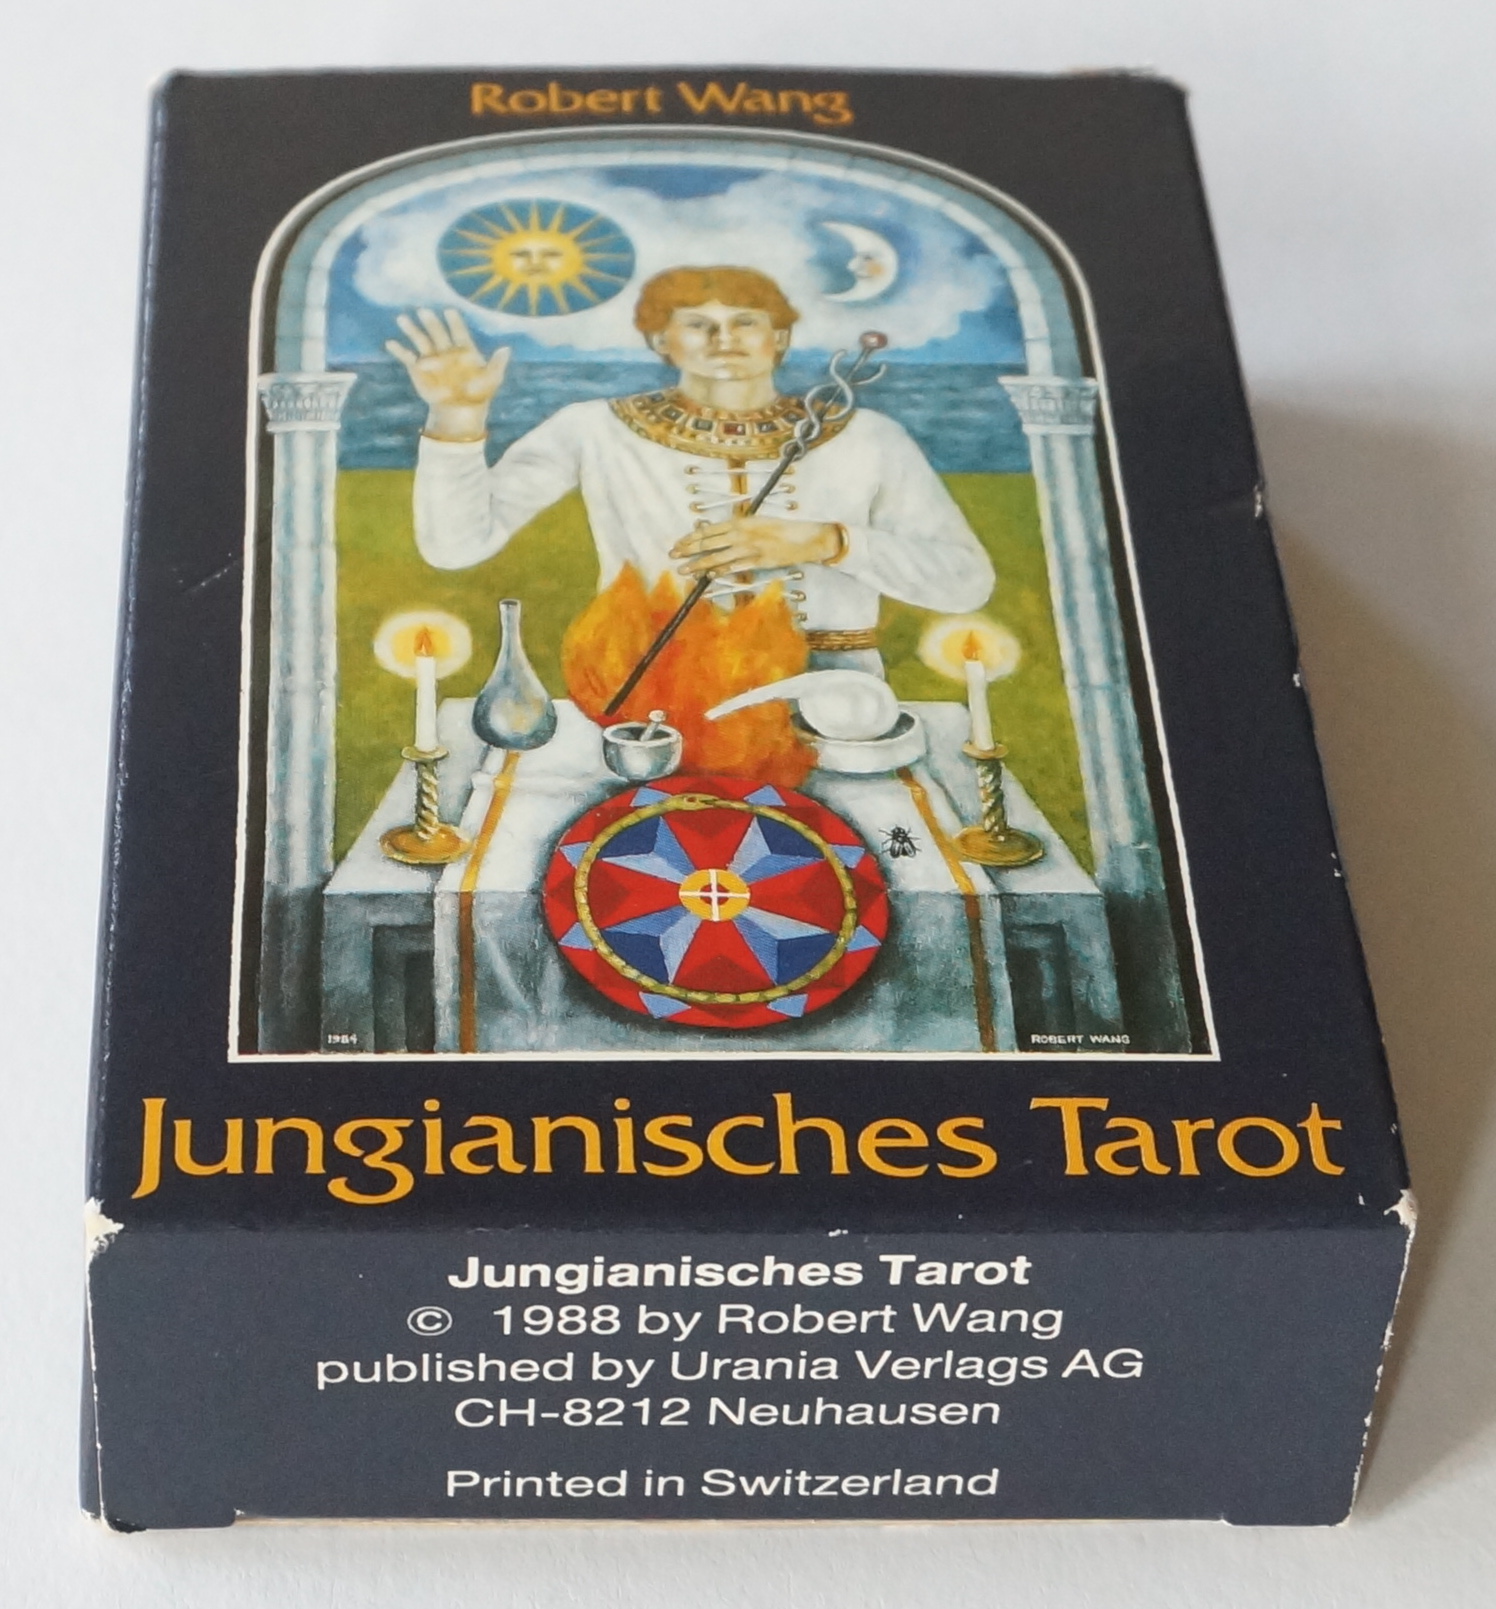 Robert Wang
1984
ROBERT WANG
Jungianisches Tarot
Jungianisches Tarot
© 1988 by Robert Wang
published by Urania Verlags AG
CH-8212 Neuhausen
Printed in Switzerland